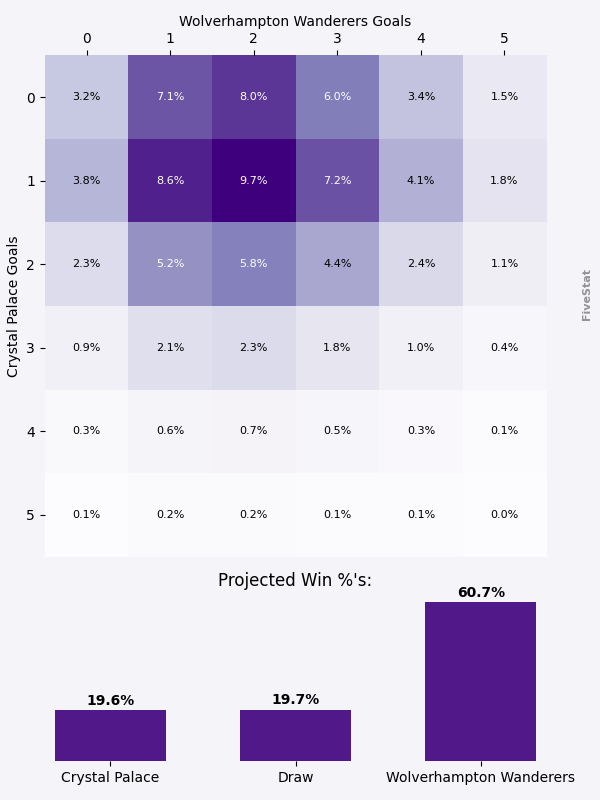 Wolverhampton Wanderers Goals
0 1 2 3 4 5
Crystal Palace Goals
0 3.2% 7.1% 8.0% 6.0% 3.4% 1.5%
1 3.8% 8.6% 9.7% 7.2% 4.1% 1.8%
2 2.3% 5.2% 5.8% 4.4% 2.4% 1.1%
3 0.9% 2.1% 2.3% 1.8% 1.0% 0.4%
4 0.3% 0.6% 0.7% 0.5% 0.3% 0.1%
5 0.1% 0.2% 0.2% 0.1% 0.1% 0.0%
FiveStat
Projected Win %'s:
19.6% 19.7% 60.7%
Crystal Palace Draw Wolverhampton Wanderers